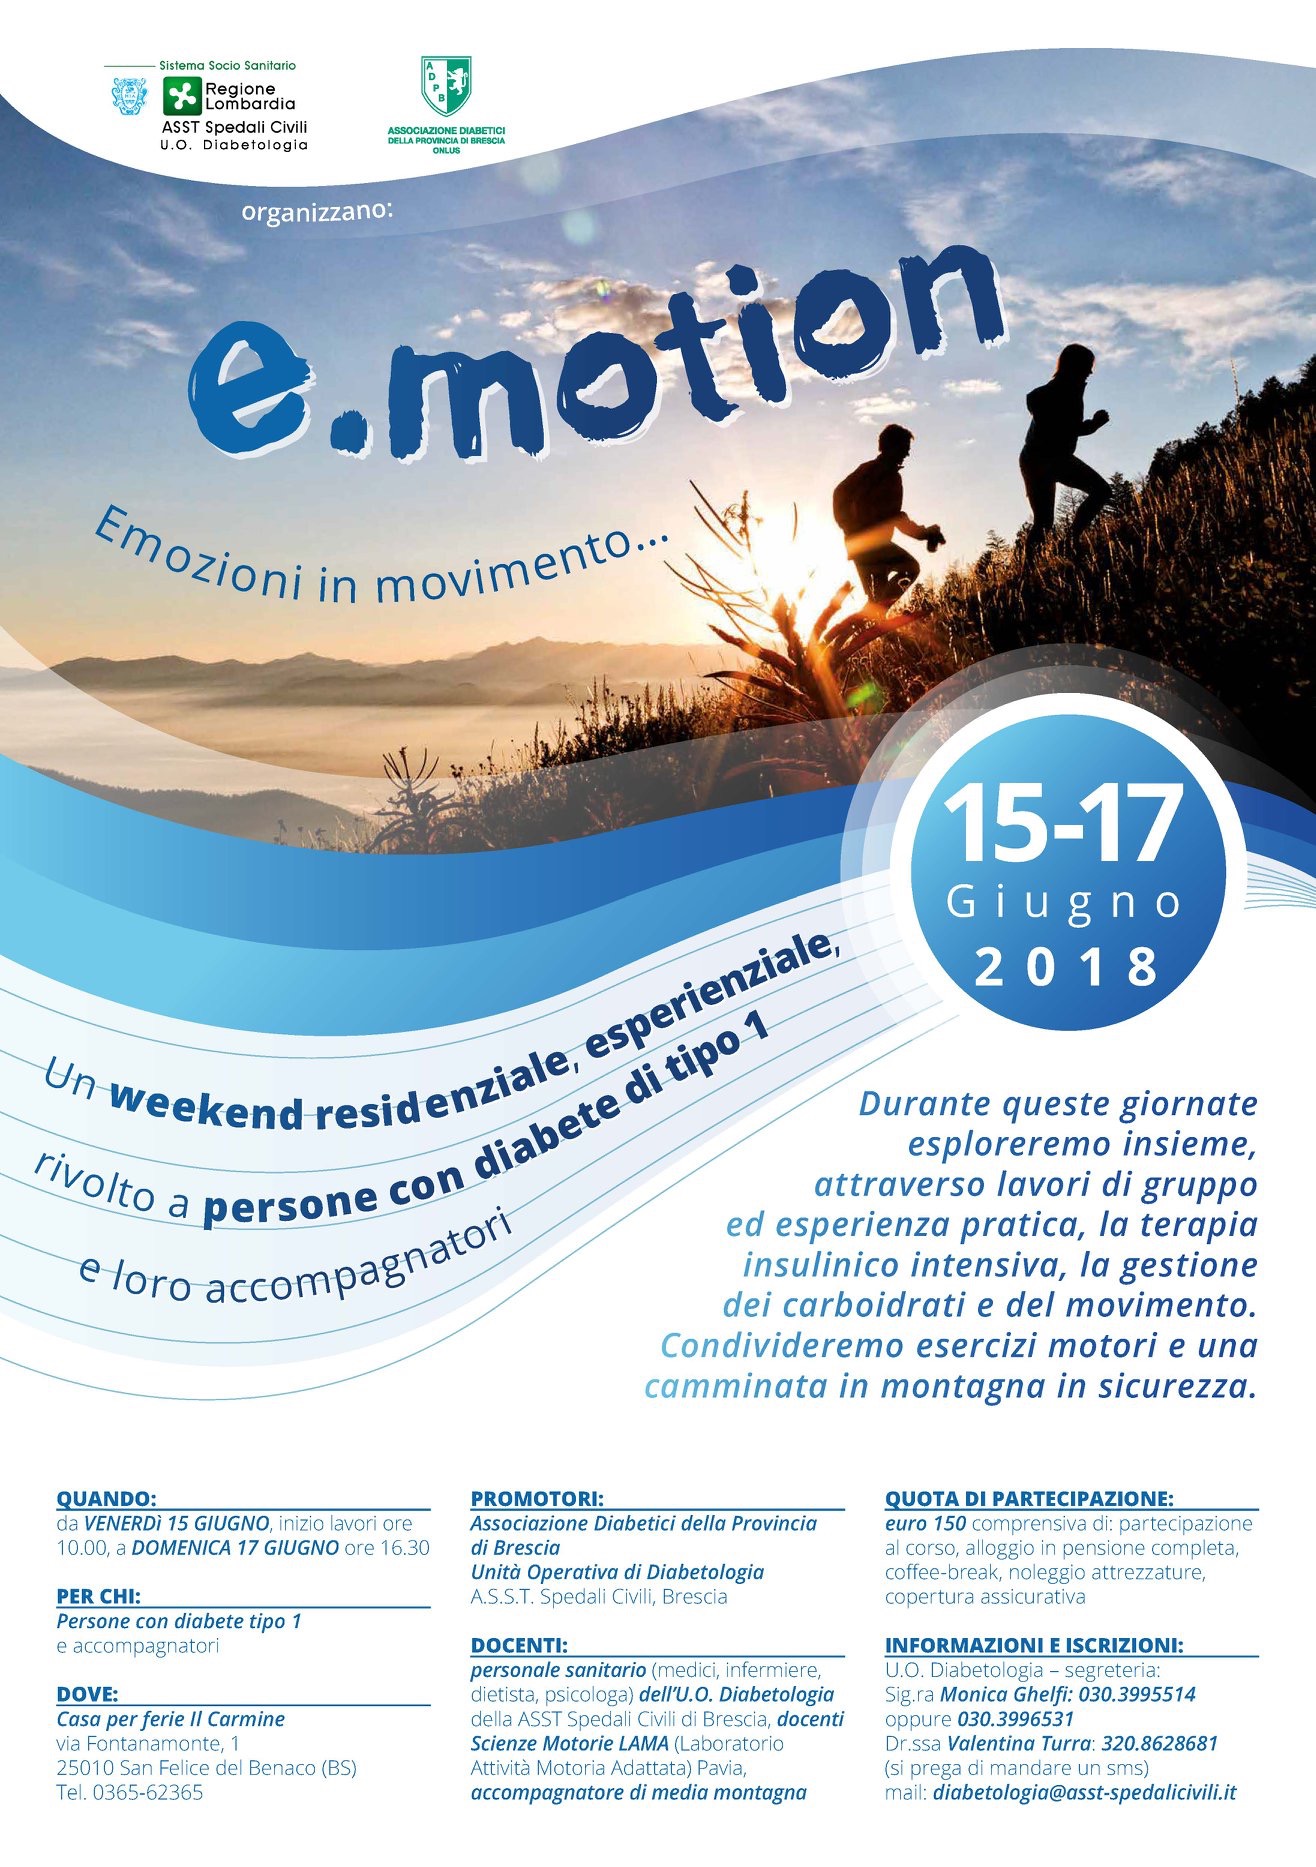 Sistema Socio Sanitario
Regione
Lombardia
ASST Spedali Civili
U.O. Diabetologia
A
D
P
B
ASSOCIAZIONE DIABETICI
DELLA PROVINCIA DI BRESCIA
ONLUS
organizzano:
e.motion
Emozioni in movimento...
15-17
Giugno
2018
Un weekend residenziale, esperienziale,
rivolto a persone con diabete di tipo 1
e loro accompagnatori
Durante queste giornate
esploreremo insieme,
attraverso lavori di gruppo
ed esperienza pratica, la terapia
insulinico intensiva, la gestione
dei carboidrati e del movimento.
Condivideremo esercizi motori e una
camminata in montagna in sicurezza.
QUANDO:
da VENERDì 15 GIUGNO, inizio lavori ore
10.00, a DOMENICA 17 GIUGNO ore 16.30
PER CHI:
Persone con diabete tipo 1
e accompagnatori
DOVE:
Casa per ferie Il Carmine
via Fontanamonte, 1
25010 San Felice del Benaco (BS)
Tel. 0365-62365
PROMOTORI:
Associazione Diabetici della Provincia
di Brescia
Unità Operativa di Diabetologia
A.S.S.T. Spedali Civili, Brescia
DOCENTI:
personale sanitario (medici, infermiere,
dietista, psicologa) dell'U.O. Diabetologia
della ASST Spedali Civili di Brescia, docenti
Scienze Motorie LAMA (Laboratorio
Attività Motoria Adattata) Pavia,
accompagnatore di media montagna
QUOTA DI PARTECIPAZIONE:
euro 150 comprensiva di: partecipazione
al corso, alloggio in pensione completa,
coffee-break, noleggio attrezzature,
copertura assicurativa
INFORMAZIONI E ISCRIZIONI:
U.O. Diabetologia – segreteria:
Sig.ra Monica Ghelfi: 030.3995514
oppure 030.3996531
Dr.ssa Valentina Turra: 320.8628681
(si prega di mandare un sms)
mail: diabetologia@asst-spedalicivili.it